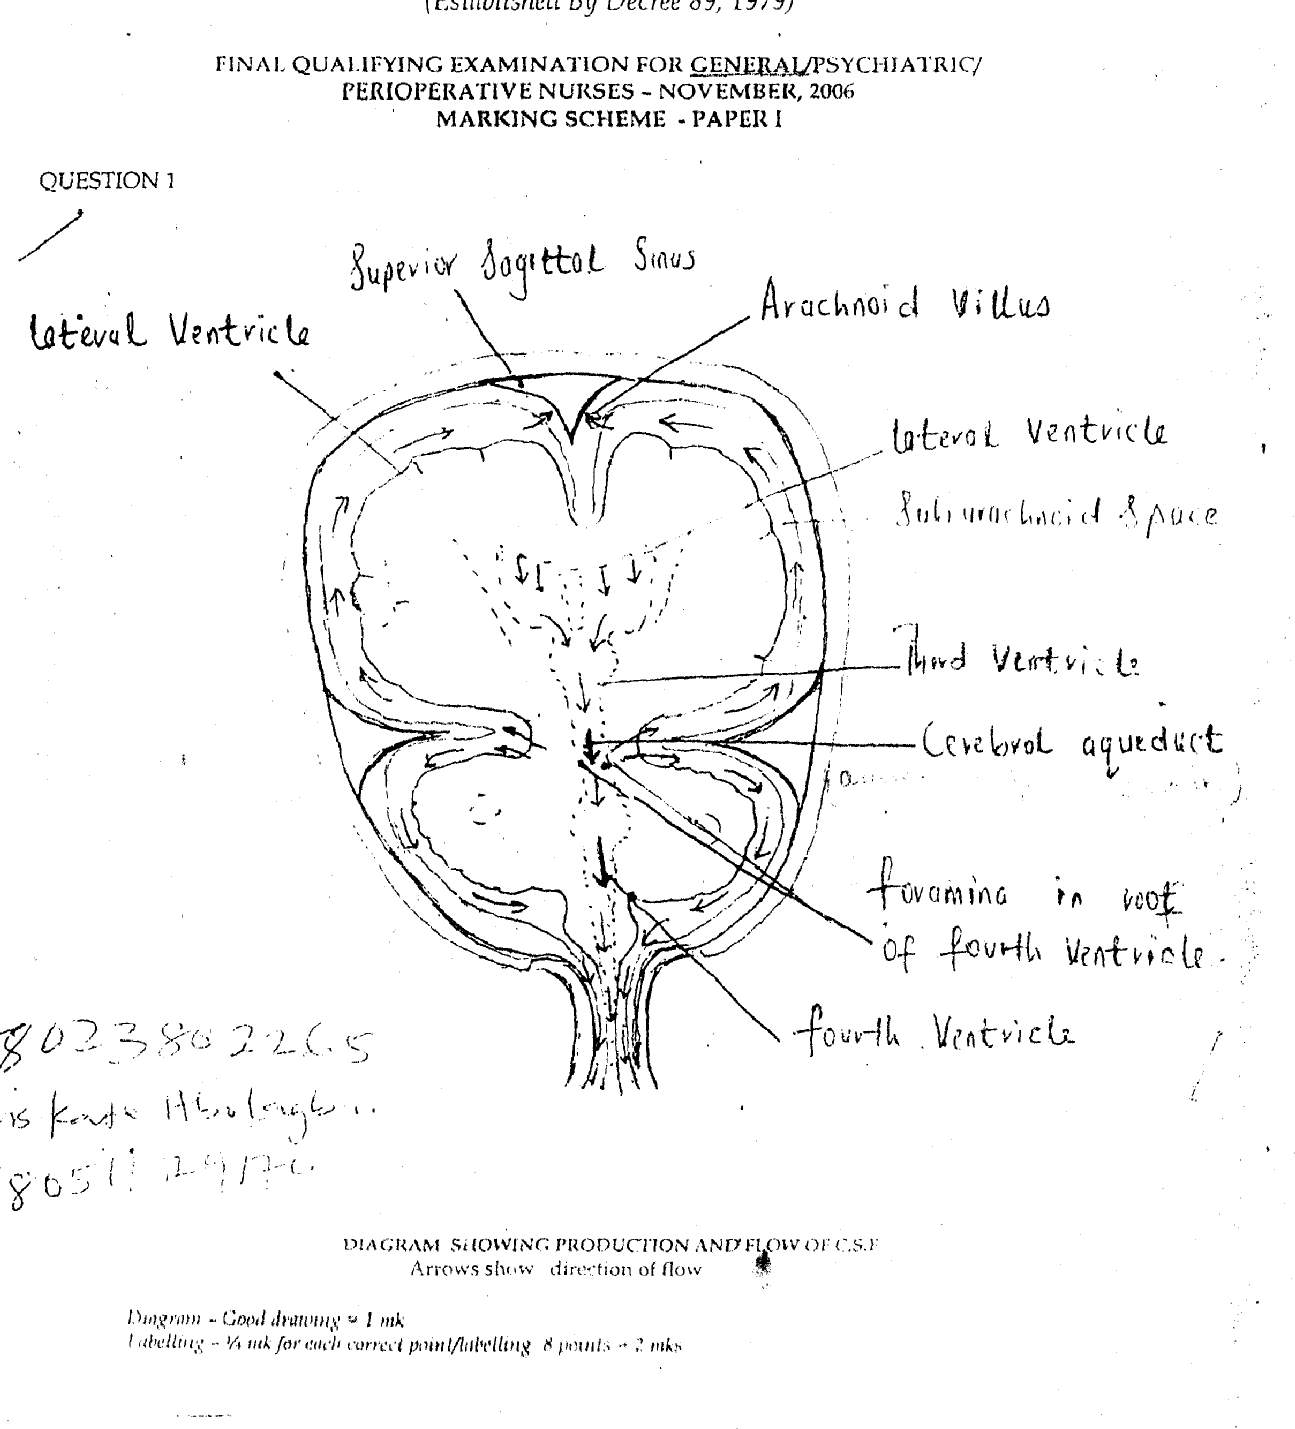 (Established By Decree 89, 1979)
FINAL QUALIFYING EXAMINATION FOR GENERAL/PSYCHIATRIC/
PERIOPERATIVE NURSES - NOVEMBER, 2006
MARKING SCHEME - PAPER I
QUESTION 1
Superior Sagittal Sinus
Arachnoid Villus
lateral Ventricle
lateral Ventricle
Subarachnoid Space
Third Ventricle
Cerebral aqueduct
foramina in roof
of fourth Ventricle.
fourth Ventricle
DIAGRAM SHOWING PRODUCTION AND FLOW OF C.S.F
Arrows show direction of flow
Diagram - Good drawing = 1 mk
Labelling - ¼ mk for each correct point/labelling 8 points = 2 mks